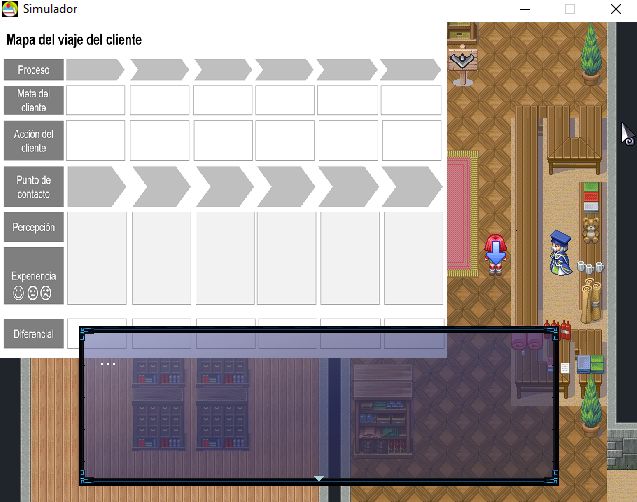 Simulador
Mapa del viaje del cliente
Proceso
Meta del
cliente
Acción del
cliente
Punto de
contacto
Percepción
Experiencia
Diferencial
...